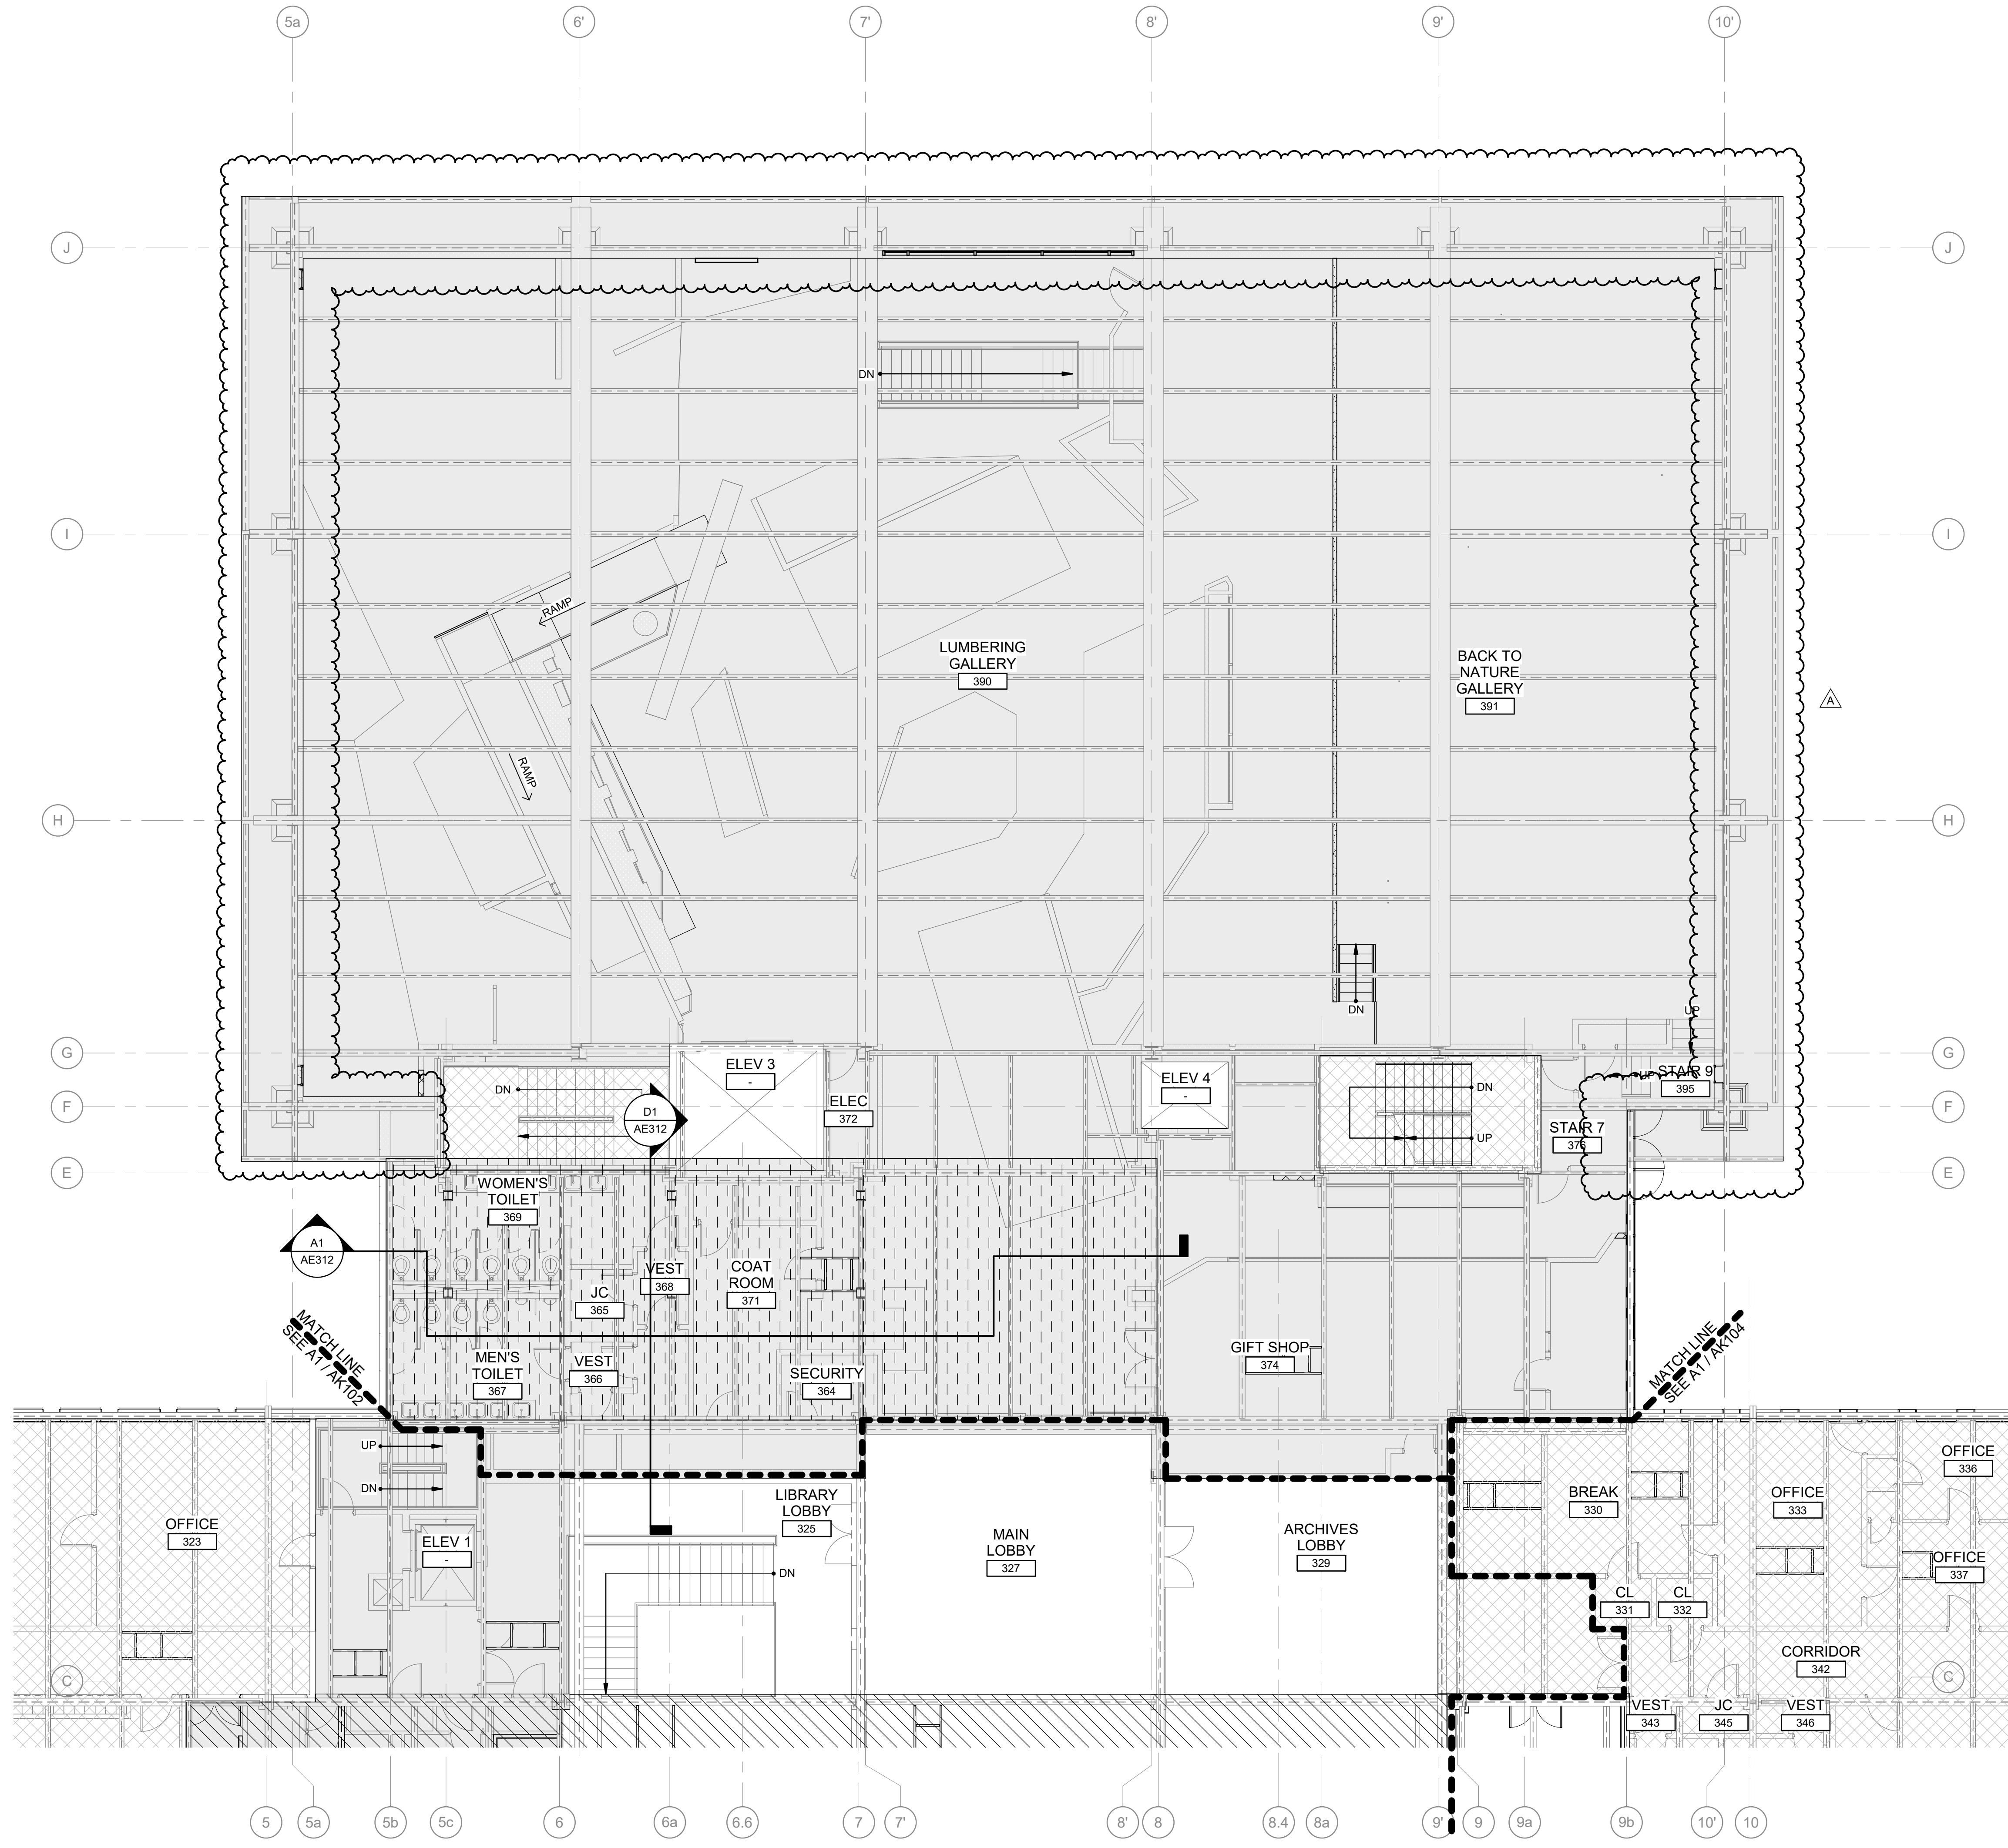 5a
6'
7'
8'
9'
10'
J
J
DN
I
I
RAMP
LUMBERING
GALLERY
390
BACK TO
NATURE
GALLERY
391
A
RAMP
H
H
DN
UP
G
G
ELEV 3
-
ELEV 4
-
DN
UP
STAIR 9
395
DN
F
F
D1
AE312
ELEC
372
STAIR 7
376
UP
E
E
WOMEN'S
TOILET
369
A1
AE312
VEST
368
COAT
ROOM
371
JC
365
MATCH LINE
SEE A1 / AK102
MATCH LINE
SEE A1 / AK104
GIFT SHOP
374
MEN'S
TOILET
367
VEST
366
SECURITY
364
UP
DN
OFFICE
336
LIBRARY
LOBBY
325
BREAK
330
OFFICE
333
OFFICE
323
MAIN
LOBBY
327
ARCHIVES
LOBBY
329
ELEV 1
-
OFFICE
337
DN
CL
331
CL
332
CORRIDOR
342
C
C
VEST
343
JC
345
VEST
346
5
5a
5b
5c
6
6a
6.6
7
7'
8'
8
8.4
8a
9'
9
9a
9b
10'
10